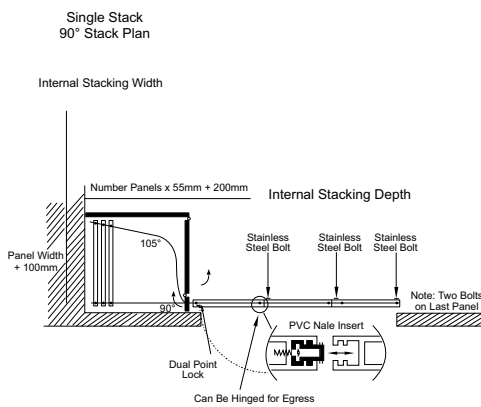 Single Stack
90° Stack Plan
Internal Stacking Width
Number Panels x 55mm + 200mm
Internal Stacking Depth
105°
Panel Width
+ 100mm
90°
Stainless
Steel Bolt
Stainless
Steel Bolt
Stainless
Steel Bolt
Note: Two Bolts
on Last Panel
PVC Nale Insert
Dual Point
Lock
Can Be Hinged for Egress